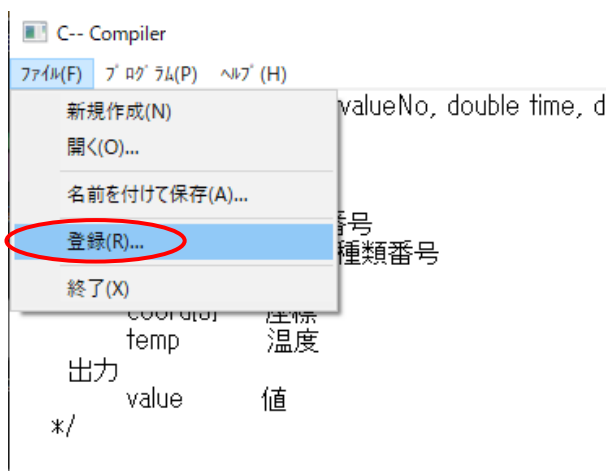 C-- Compiler
ﾌｧｲﾙ(F) ﾌﾟﾛｸﾞﾗﾑ(P) ﾍﾙﾌﾟ(H)
新規作成(N)
valueNo, double time, d
開く(O)...
名前を付けて保存(A)...
番号
登録(R)...
種類番号
終了(X)
座標
temp 温度
出力
value 値
*/